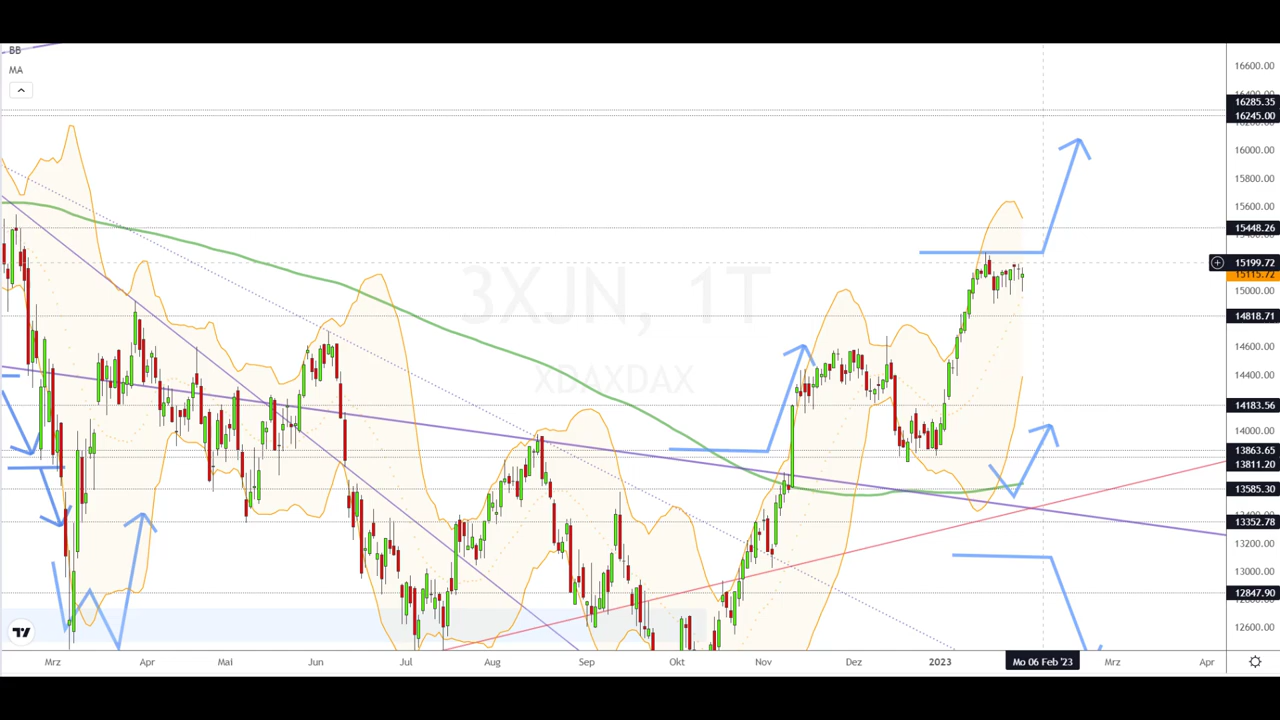 BB
MA
3XJN, 1T
XDAXDAX
16600.00
16285.35
16245.00
16000.00
15800.00
15600.00
15448.26
15199.72
15115.72
15000.00
14818.71
14600.00
14400.00
14183.56
14000.00
13863.65
13811.20
13585.30
13352.78
13200.00
13000.00
12847.90
12600.00
Mrz
Apr
Mai
Jun
Jul
Aug
Sep
Okt
Nov
Dez
2023
Mo 06 Feb '23
Mrz
Apr